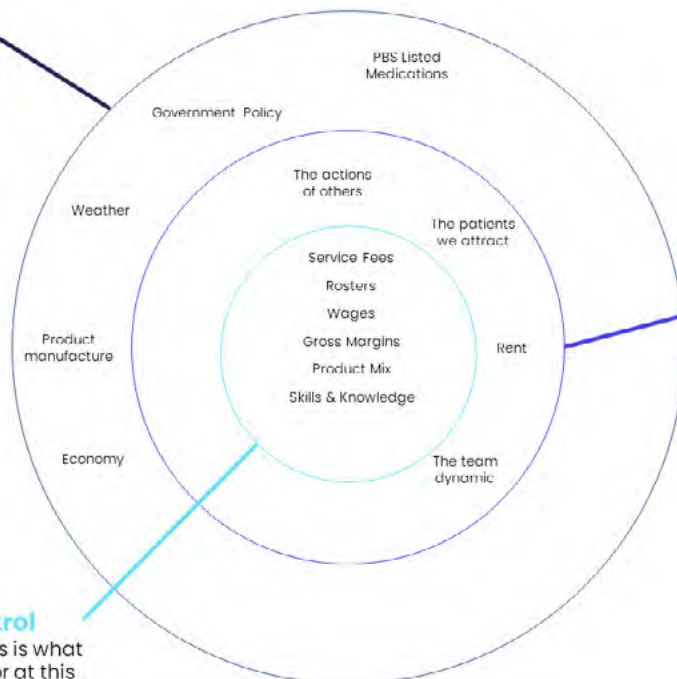 PBS Listed
Medications
Government Policy
The actions
of others
Weather
The patients
we attract
Service Fees
Rosters
Wages
Product
manufacture
Gross Margins
Rent
Product Mix
Skills & Knowledge
Economy
The team
dynamic
is what
at this